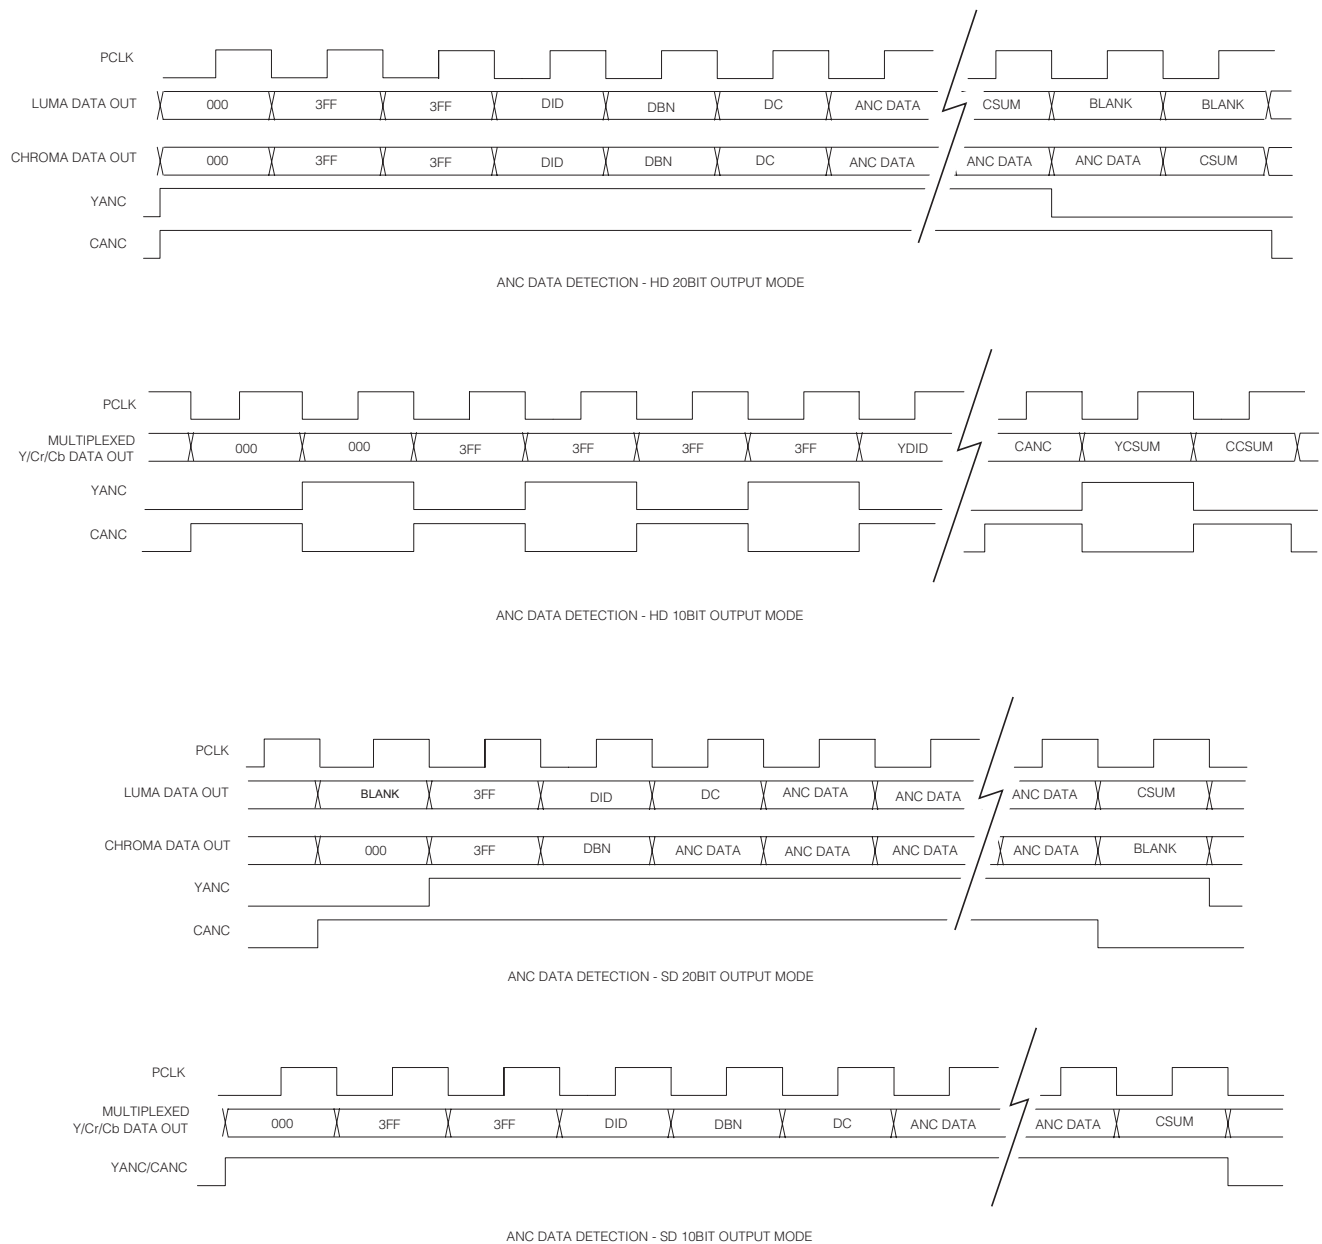 PCLK
LUMA DATA OUT 000 3FF 3FF DID DBN DC ANC DATA CSUM BLANK BLANK
CHROMA DATA OUT 000 3FF 3FF DID DBN DC ANC DATA ANC DATA ANC DATA CSUM
YANC
CANC
ANC DATA DETECTION - HD 20BIT OUTPUT MODE
PCLK
MULTIPLEXED
Y/Cr/Cb DATA OUT 000 000 3FF 3FF 3FF 3FF YDID CANC YCSUM CCSUM
YANC
CANC
ANC DATA DETECTION - HD 10BIT OUTPUT MODE
PCLK
LUMA DATA OUT BLANK 3FF DID DC ANC DATA ANC DATA ANC DATA CSUM
CHROMA DATA OUT 000 3FF DBN ANC DATA ANC DATA ANC DATA ANC DATA BLANK
YANC
CANC
ANC DATA DETECTION - SD 20BIT OUTPUT MODE
PCLK
MULTIPLEXED
Y/Cr/Cb DATA OUT 000 3FF 3FF DID DBN DC ANC DATA ANC DATA CSUM
YANC/CANC
ANC DATA DETECTION - SD 10BIT OUTPUT MODE